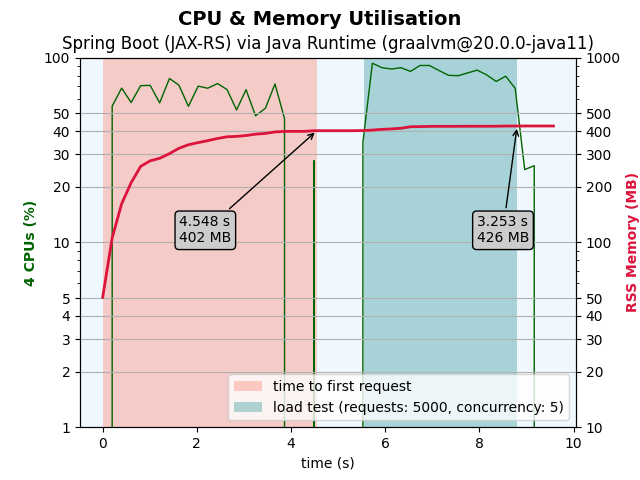 CPU & Memory Utilisation
Spring Boot (JAX-RS) via Java Runtime (graalvm@20.0.0-java11)
100
50
40
30
20
10
5
4
3
2
1
4 CPUs (%)
4.548 s
402 MB
3.253 s
426 MB
1000
500
400
300
200
100
50
40
30
20
10
RSS Memory (MB)
time to first request
load test (requests: 5000, concurrency: 5)
0 2 4 6 8 10
time (s)